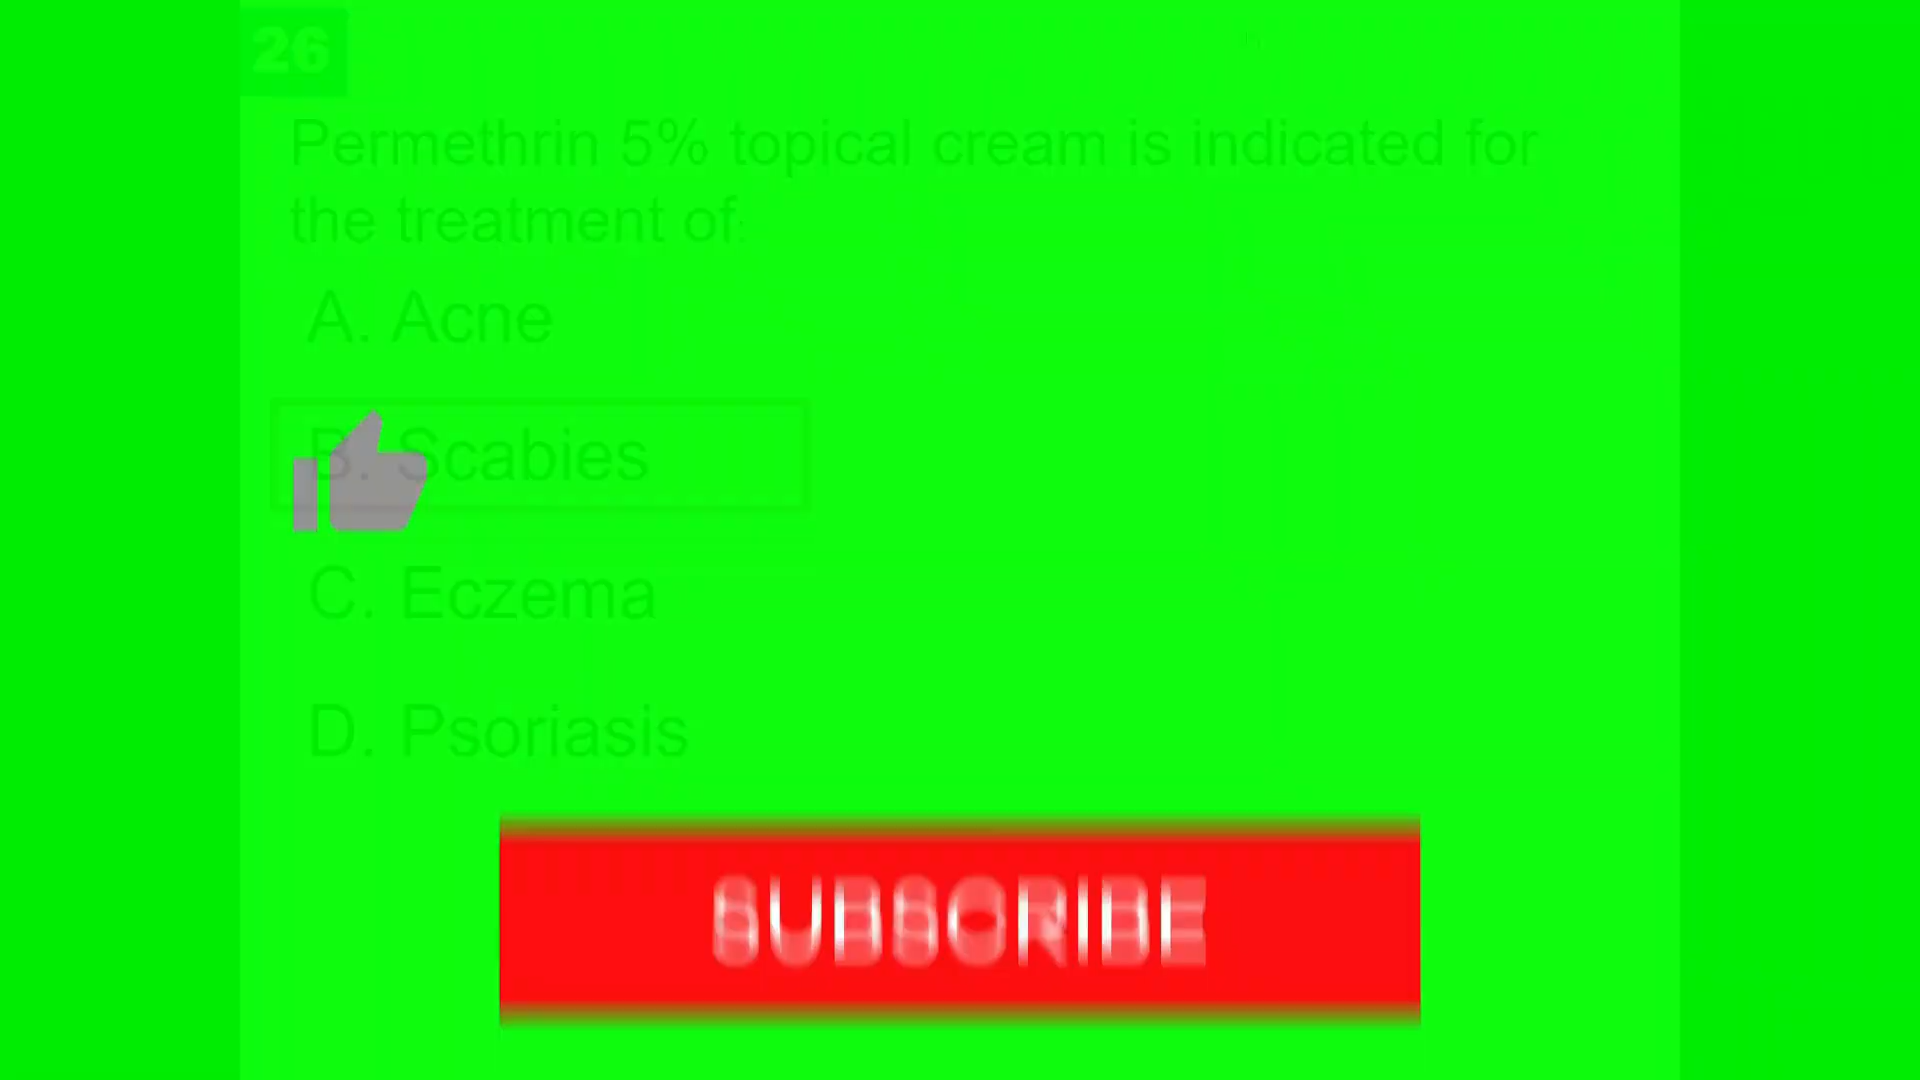 26
Permethrin 5% topical cream is indicated for
the treatment of:
A. Acne
B. Scabies
C. Eczema
D. Psoriasis
SUBSCRIBE